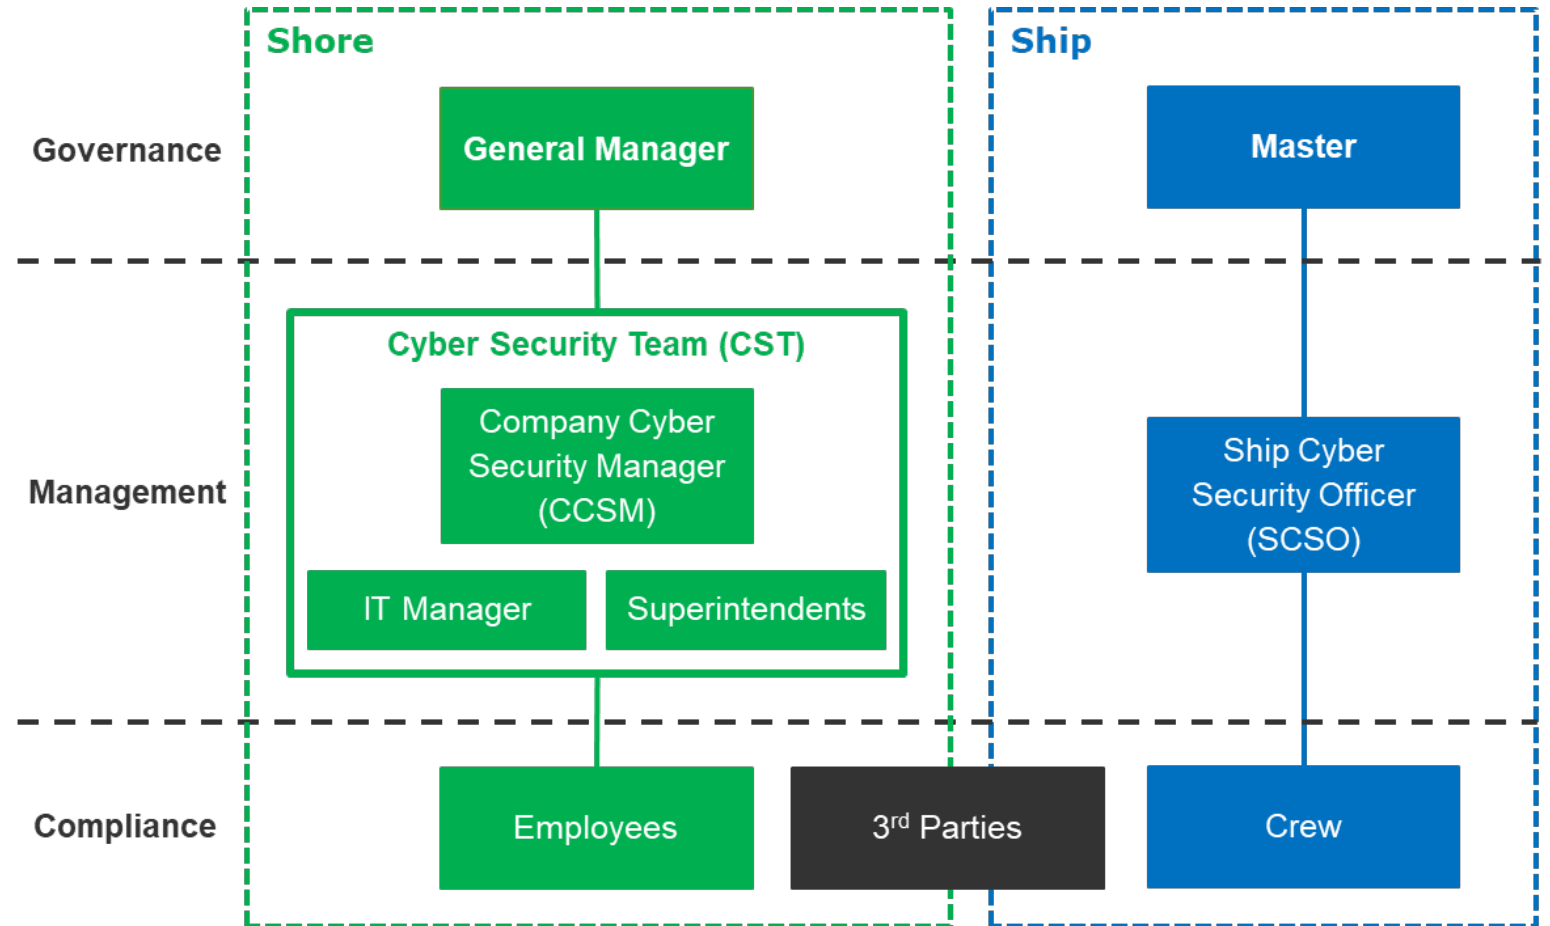 Shore
Ship
Governance
General Manager
Master
Cyber Security Team (CST)
Management
Company Cyber
Security Manager
(CCSM)
IT Manager
Superintendents
Ship Cyber
Security Officer
(SCSO)
Compliance
Employees
3rd Parties
Crew